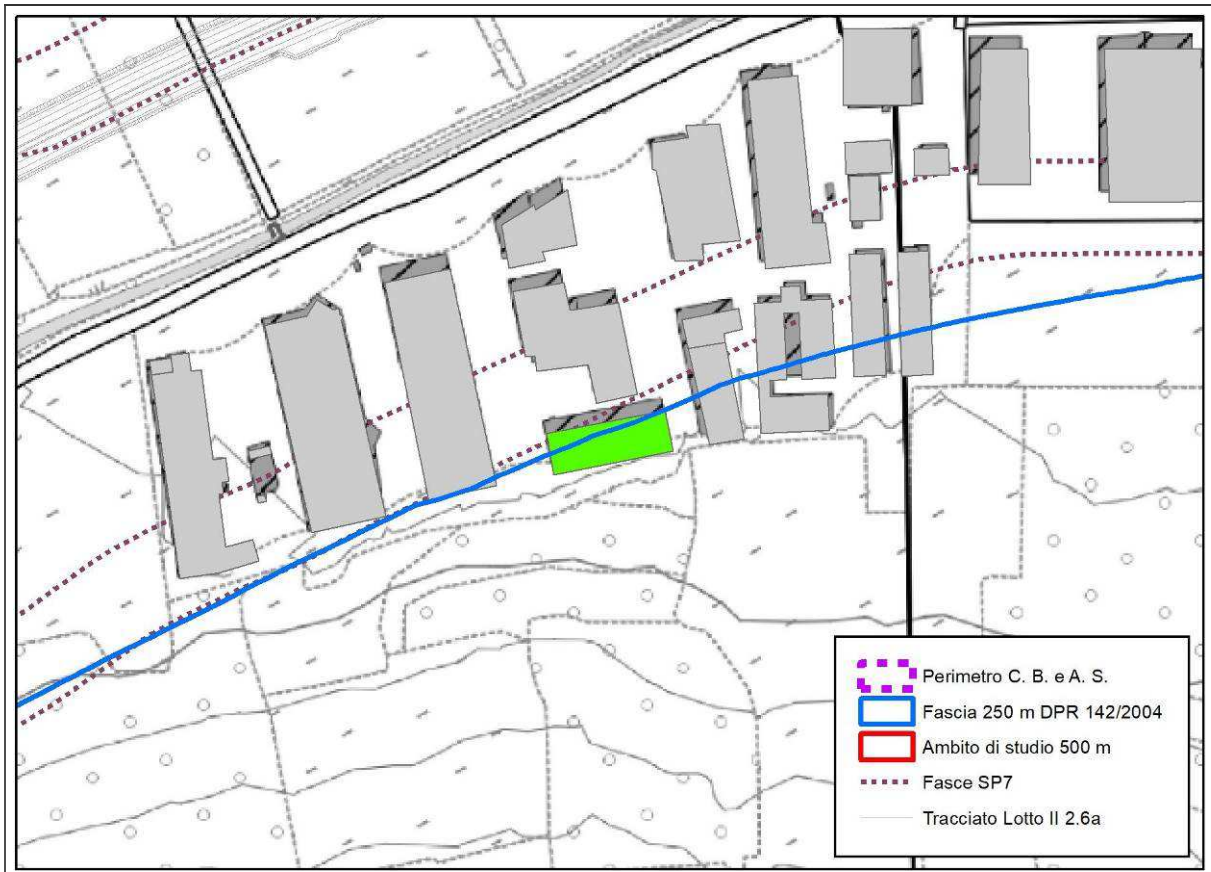 Perimetro C. B. e A. S.
Fascia 250 m DPR 142/2004
Ambito di studio 500 m
Fasce SP7
Tracciato Lotto II 2.6a